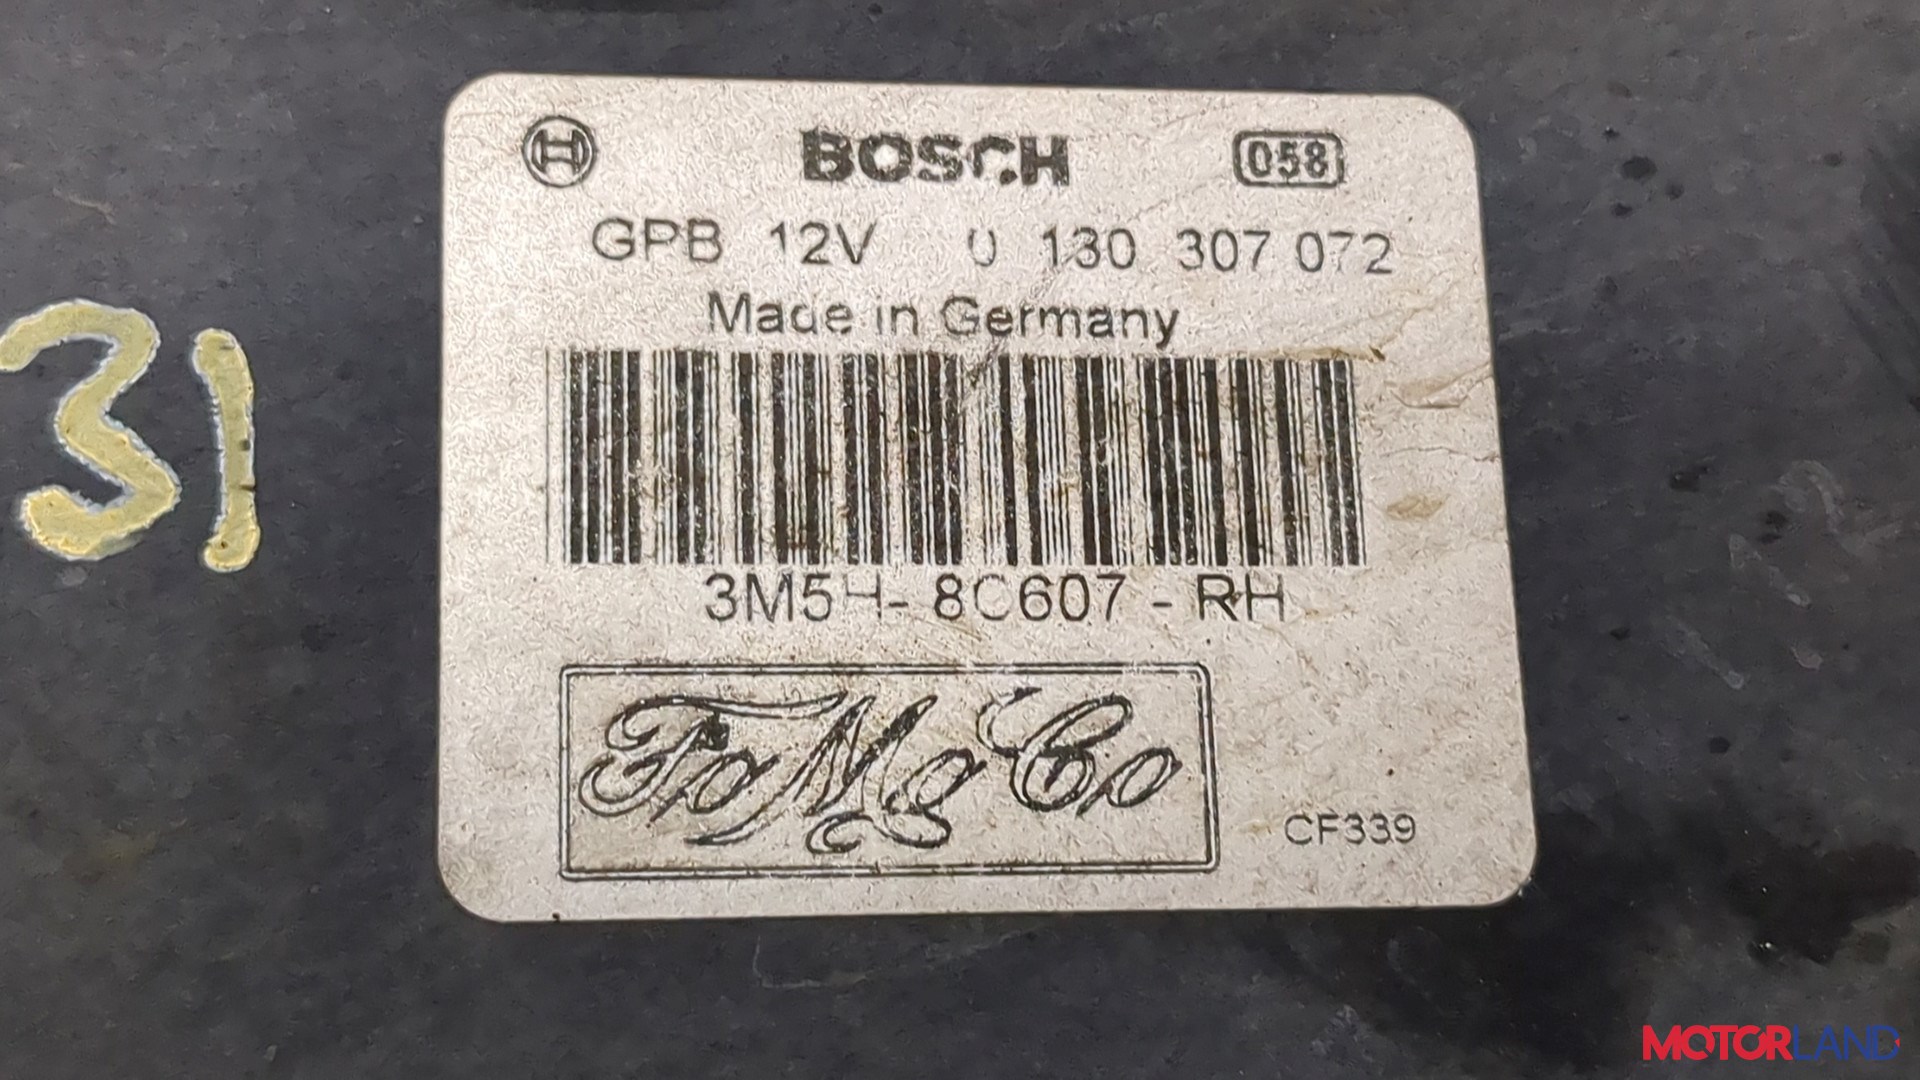 BOSCH 058
GPB 12V 0 130 307 072
Made in Germany
31
3M5H-8C607-RH
FoMoCo
CF339
MOTORLAND